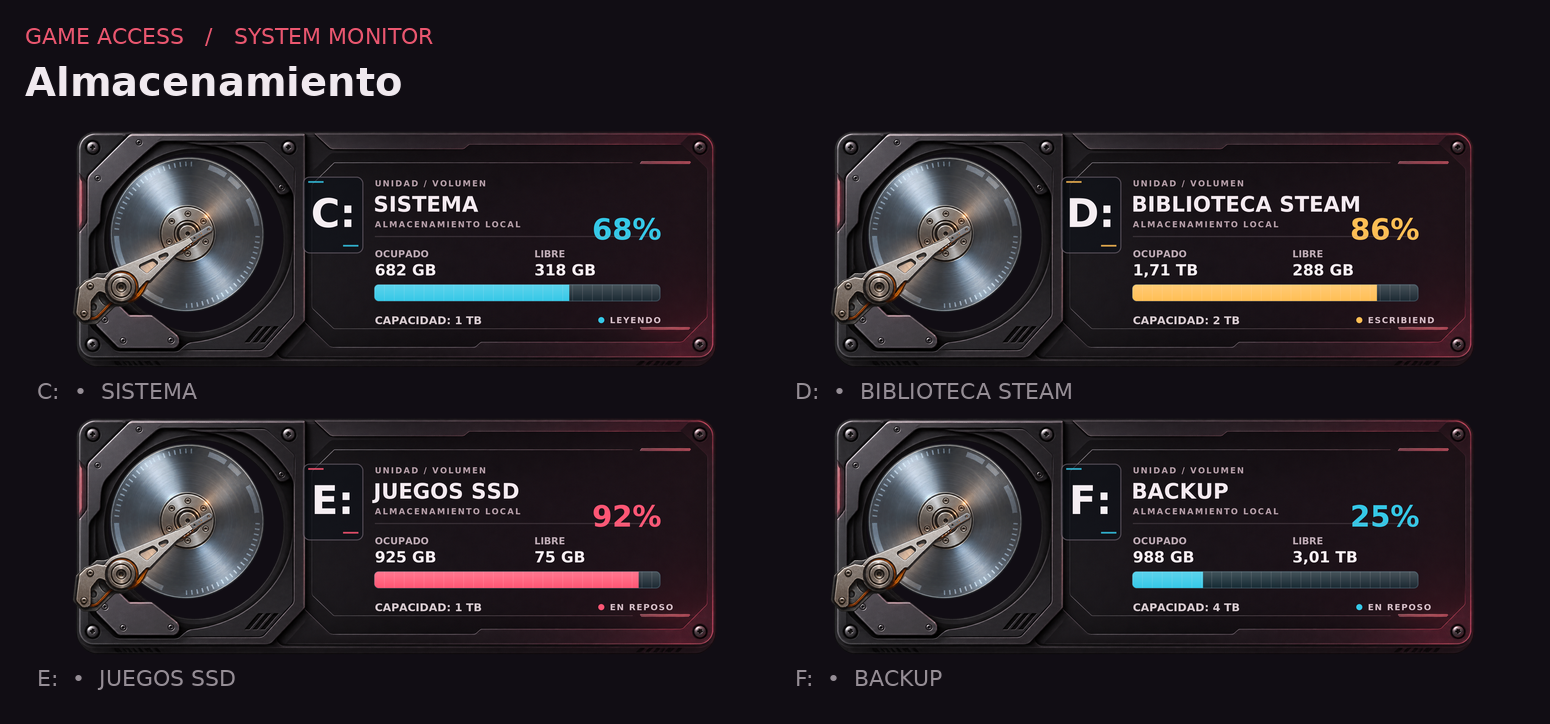 GAME ACCESS / SYSTEM MONITOR
Almacenamiento
C:
UNIDAD / VOLUMEN
SISTEMA
ALMACENAMIENTO LOCAL
68%
OCUPADO LIBRE
682 GB 318 GB
CAPACIDAD: 1 TB LEYENDO
C: • SISTEMA
D:
UNIDAD / VOLUMEN
BIBLIOTECA STEAM
ALMACENAMIENTO LOCAL
86%
OCUPADO LIBRE
1,71 TB 288 GB
CAPACIDAD: 2 TB ESCRIBIEND
D: • BIBLIOTECA STEAM
E:
UNIDAD / VOLUMEN
JUEGOS SSD
ALMACENAMIENTO LOCAL
92%
OCUPADO LIBRE
925 GB 75 GB
CAPACIDAD: 1 TB EN REPOSO
E: • JUEGOS SSD
F:
UNIDAD / VOLUMEN
BACKUP
ALMACENAMIENTO LOCAL
25%
OCUPADO LIBRE
988 GB 3,01 TB
CAPACIDAD: 4 TB EN REPOSO
F: • BACKUP